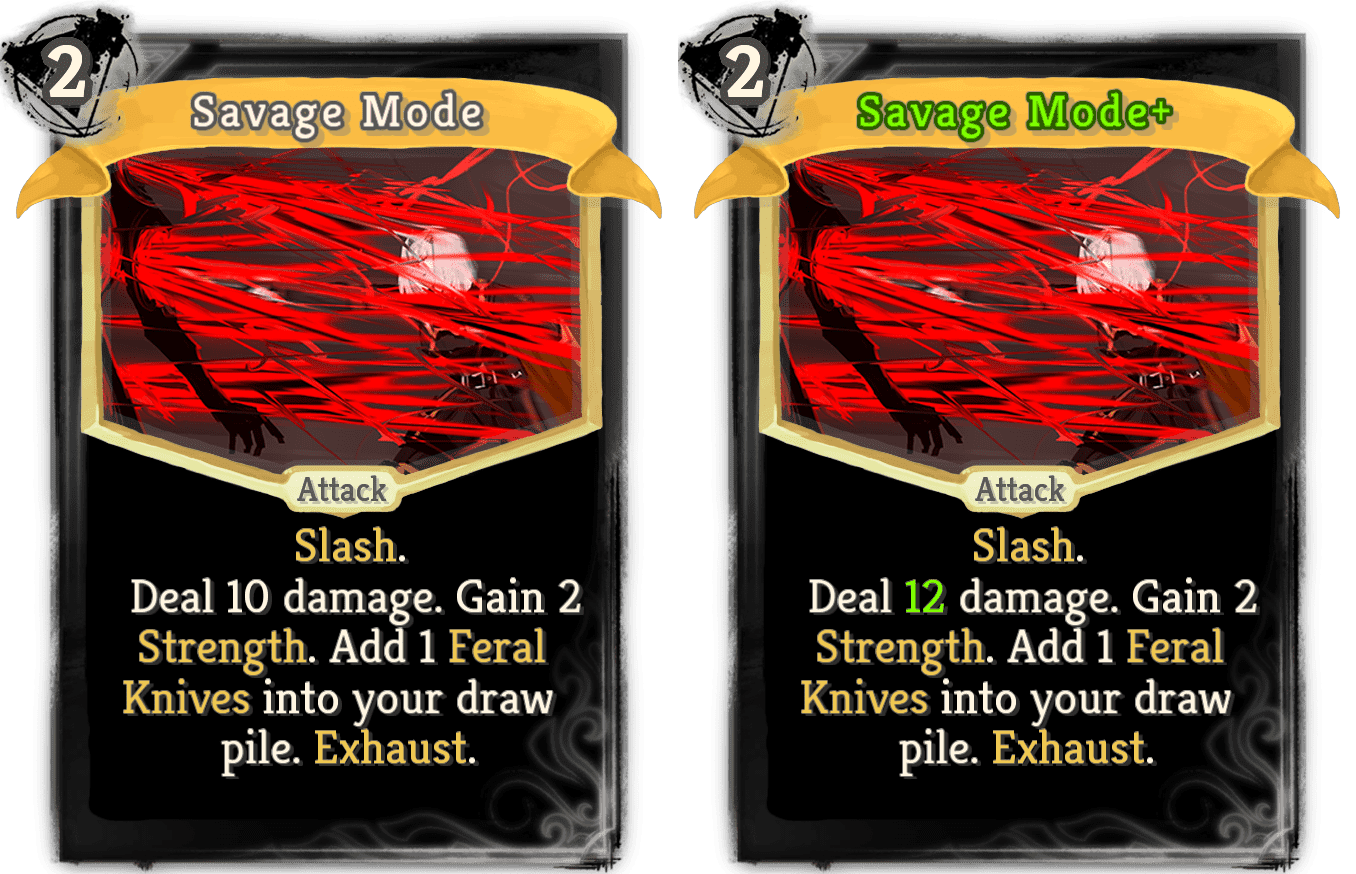 2
Savage Mode
Attack
Slash.
Deal 10 damage. Gain 2
Strength. Add 1 Feral
Knives into your draw
pile. Exhaust.
2
Savage Mode+
Attack
Slash.
Deal 12 damage. Gain 2
Strength. Add 1 Feral
Knives into your draw
pile. Exhaust.